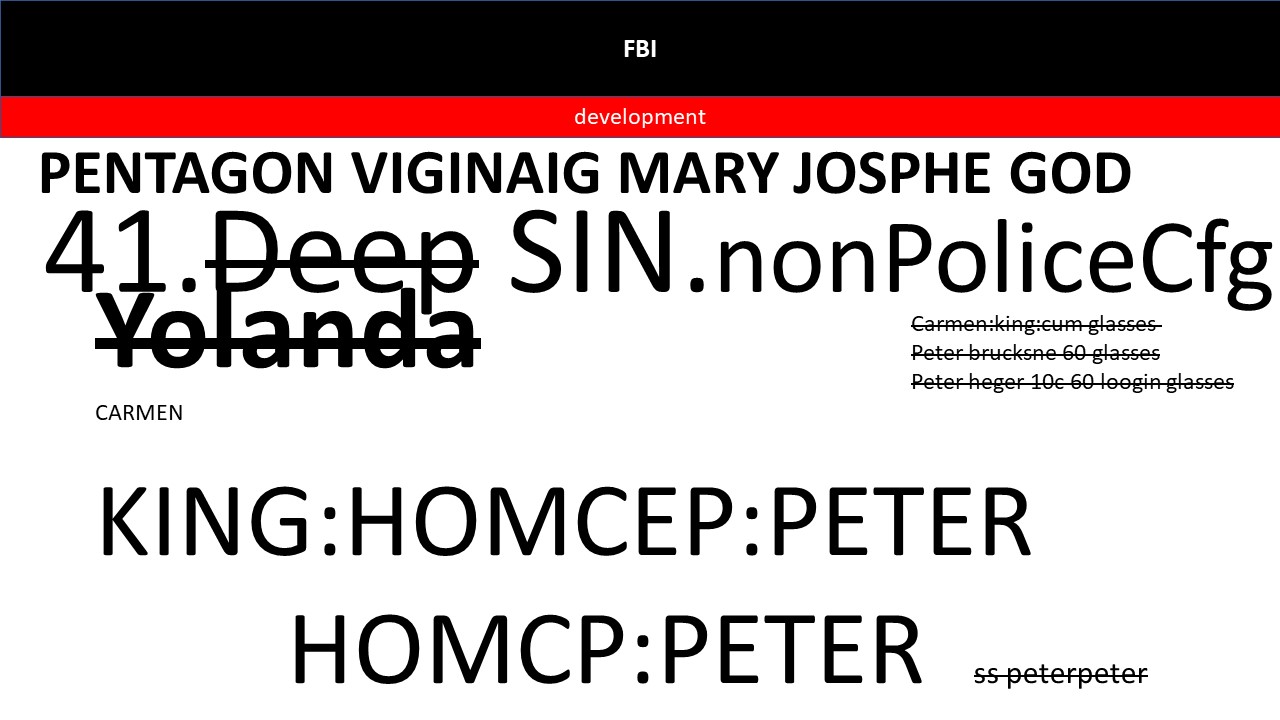 FBI
development
PENTAGON VIGINAIG MARY JOSPHE GOD
41.Deep SIN.nonPoliceCfg
Yolanda
Carmen:king:cum glasses
Peter brucksne 60 glasses
Peter heger 10c 60 loogin glasses
CARMEN
KING:HOMCEP:PETER
HOMCP:PETER
ss peterpeter